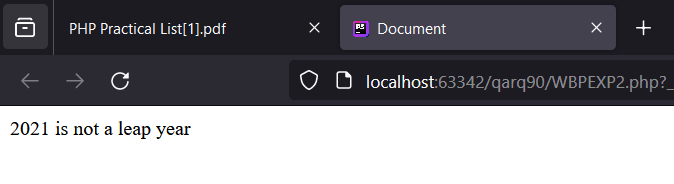 PHP Practical List[1].pdf
Document
localhost:63342/qarq90/WBPEXP2.php?_
2021 is not a leap year